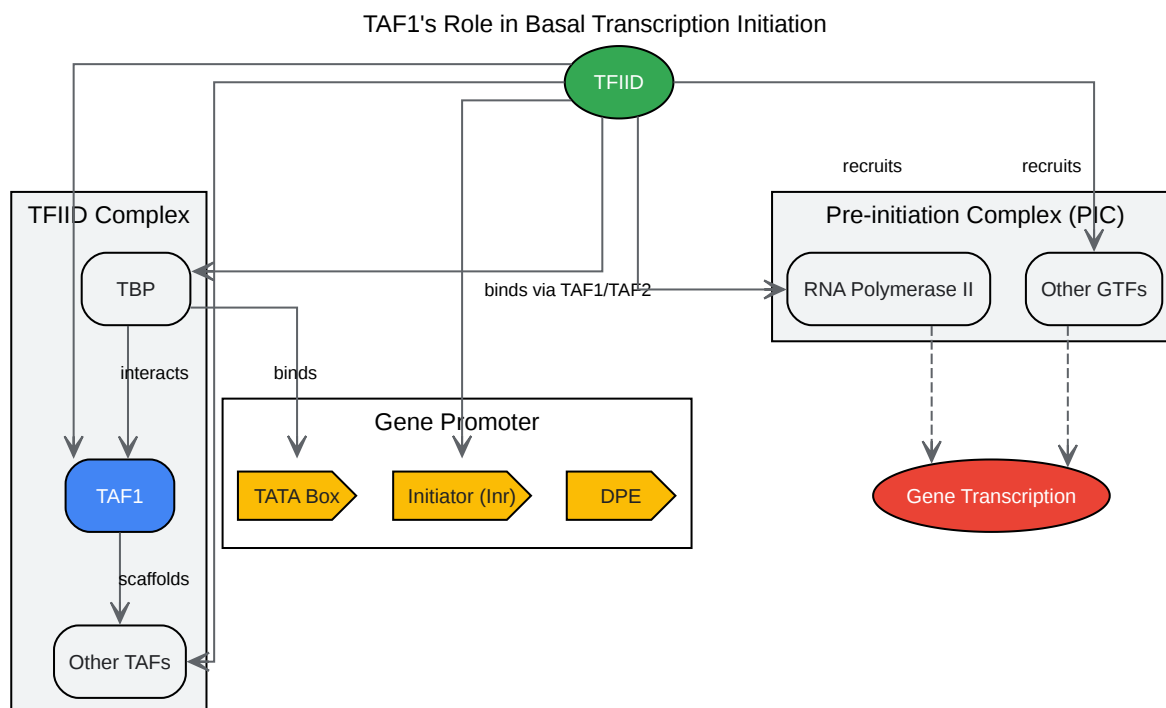 TAF1's Role in Basal Transcription Initiation
TFIID
recruits
recruits
TFIID Complex
Pre-initiation Complex (PIC)
TBP
binds via TAF1/TAF2
RNA Polymerase II
Other GTFs
interacts
binds
Gene Promoter
TAF1
TATA Box
Initiator (Inr)
DPE
Gene Transcription
scaffolds
Other TAFs